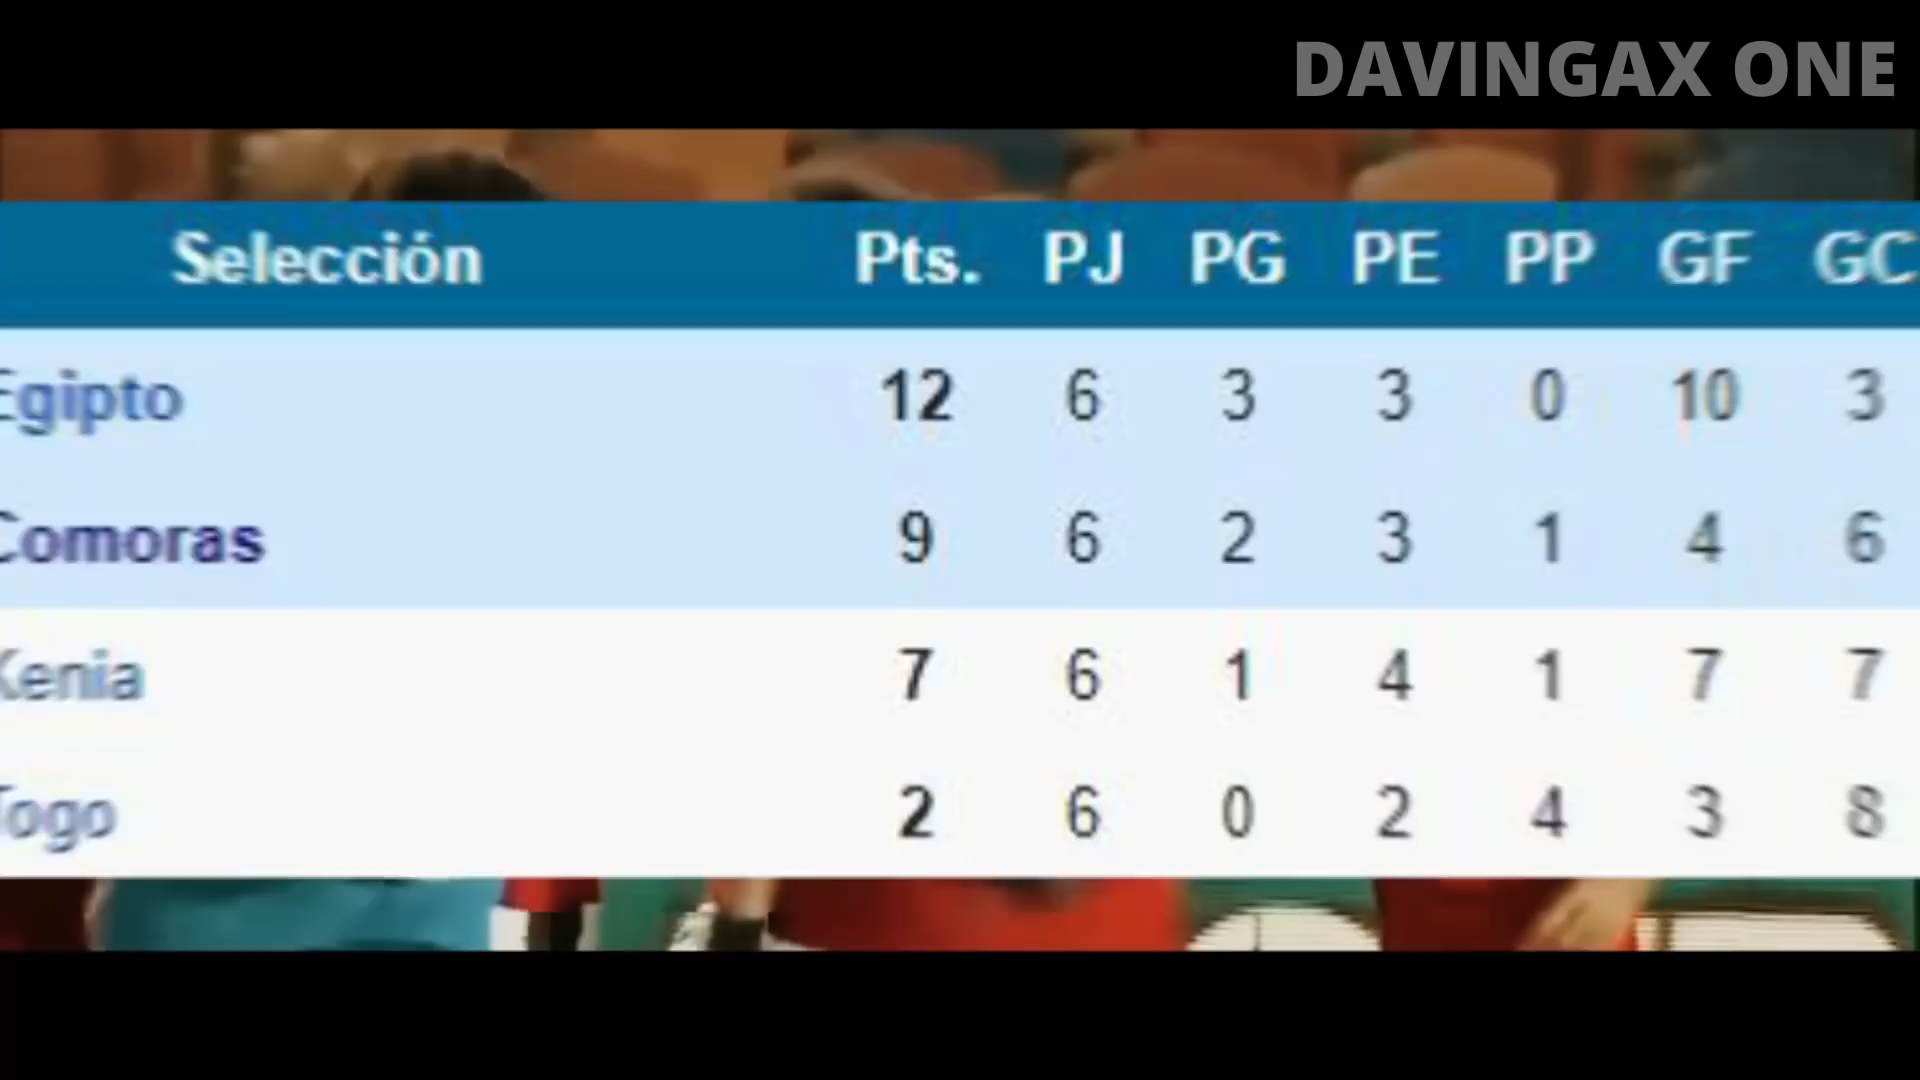 DAVINGAX ONE
Selección Pts. PJ PG PE PP GF GC
Egipto 12 6 3 3 0 10 3
Comoras 9 6 2 3 1 4 6
Kenia 7 6 1 4 1 7 7
Togo 2 6 0 2 4 3 8